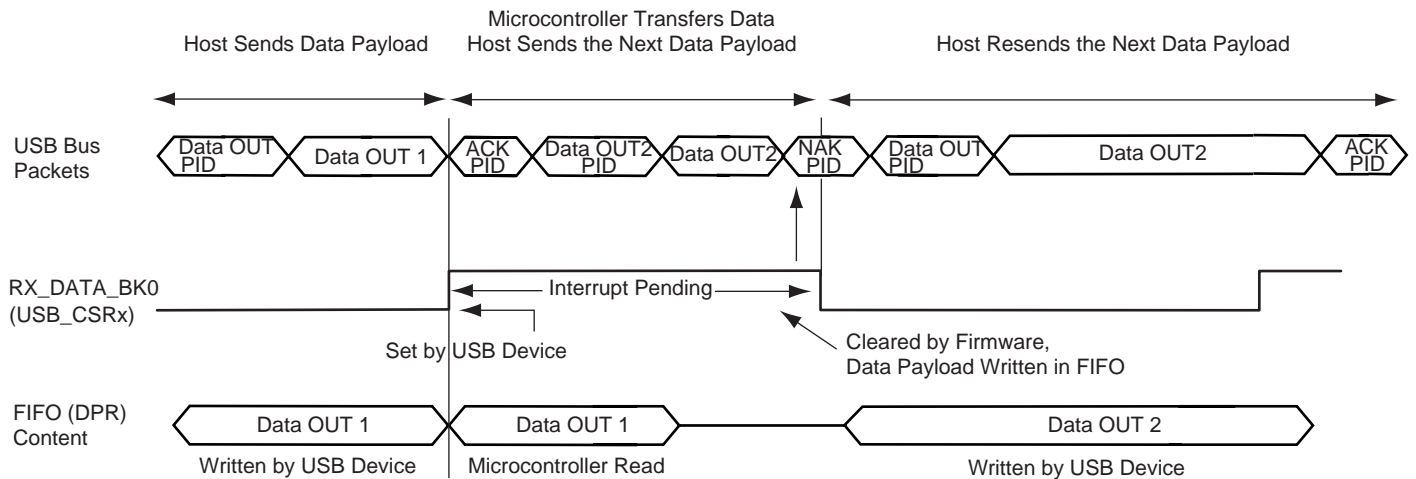 Microcontroller Transfers Data
Host Sends Data Payload
Host Sends the Next Data Payload
Host Resends the Next Data Payload
USB Bus
Packets
Data OUT
PID
Data OUT 1
ACK
PID
Data OUT2
PID
Data OUT2
NAK
PID
Data OUT
PID
Data OUT2
ACK
PID
RX_DATA_BK0
(USB_CSRx)
Interrupt Pending
Set by USB Device
Cleared by Firmware,
Data Payload Written in FIFO
FIFO (DPR)
Content
Data OUT 1
Data OUT 1
Data OUT 2
Written by USB Device
Microcontroller Read
Written by USB Device